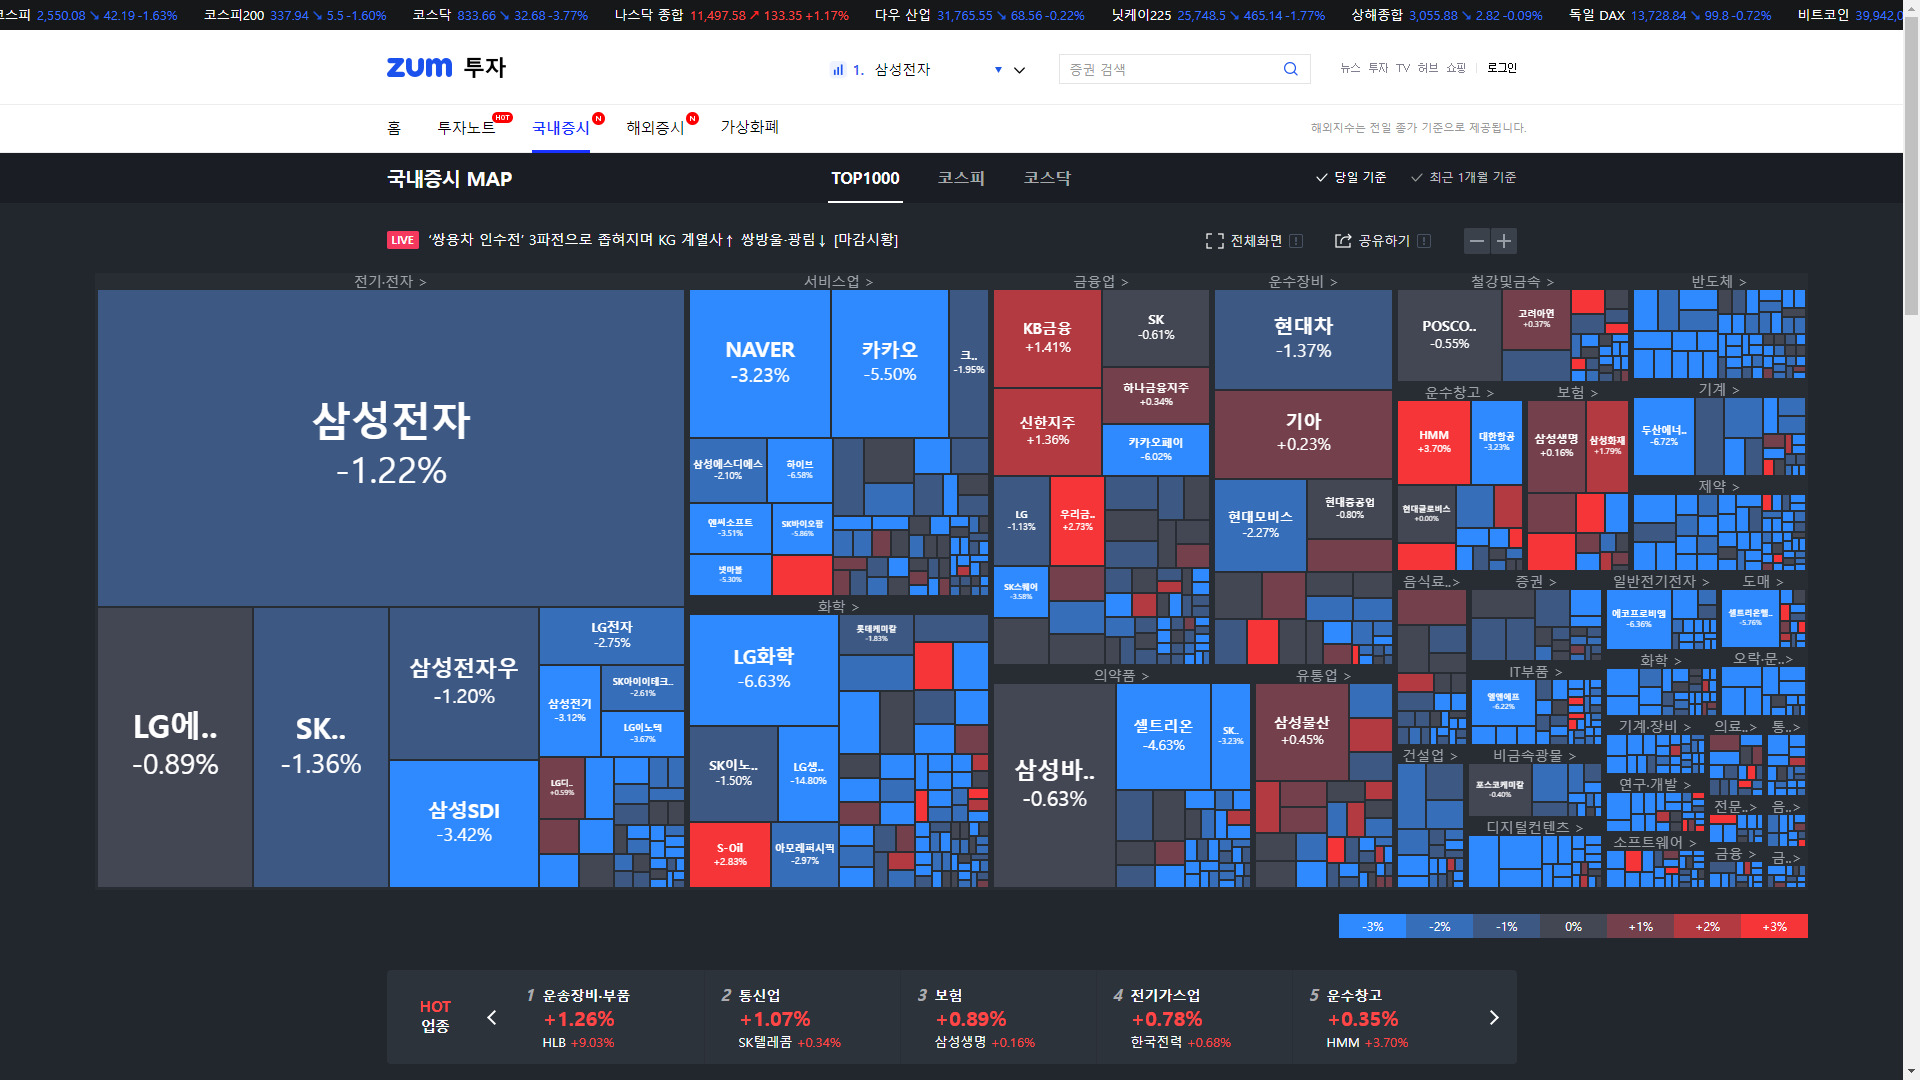 코스피 2,550.08 ↘ 42.19 -1.63% 코스피200 337.94 ↘ 5.5 -1.60% 코스닥 833.66 ↘ 32.68 -3.77% 나스닥 종합 11,497.58 ↗ 133.35 +1.17% 다우 산업 31,765.55 ↘ 68.56 -0.22% 닛케이225 25,748.5 ↘ 465.14 -1.77% 상해종합 3,055.88 ↘ 2.82 -0.09% 독일 DAX 13,728.84 ↘ 99.8 -0.72% 비트코인 39,942,0
zum 투자
1. 삼성전자 ▼
증권 검색
뉴스 투자 TV 허브 쇼핑 로그인
홈 투자노트 HOT 국내증시 N 해외증시 N 가상화폐
해외지수는 전일 종가 기준으로 제공됩니다.
국내증시 MAP
TOP1000 코스피 코스닥
당일 기준 최근 1개월 기준
LIVE ‘쌍용차 인수전’ 3파전으로 좁혀지며 KG 계열사↑ 쌍방울·광림↓ [마감시황]
전체화면 ! 공유하기 !
전기·전자 >
삼성전자
-1.22%
LG에..
-0.89%
SK..
-1.36%
삼성전자우
-1.20%
삼성SDI
-3.42%
LG전자
-2.75%
삼성전기
-3.12%
SK아이이테크..
-2.61%
LG이노텍
-3.67%
LG디..
+0.59%
서비스업 >
NAVER
-3.23%
카카오
-5.50%
크..
-1.95%
삼성에스디에스
-2.10%
하이브
-6.58%
엔씨소프트
-3.51%
SK바이오팜
-5.86%
넷마블
-5.30%
화학 >
LG화학
-6.63%
롯데케미칼
-1.83%
SK이노..
-1.50%
LG생..
-14.80%
S-Oil
+2.83%
아모레퍼시픽
-2.97%
금융업 >
KB금융
+1.41%
SK
-0.61%
신한지주
+1.36%
하나금융지주
+0.34%
카카오페이
-6.02%
LG
-1.13%
우리금..
+2.73%
SK스퀘어
-3.58%
의약품 >
삼성바..
-0.63%
셀트리온
-4.63%
SK..
-3.23%
운수장비 >
현대차
-1.37%
기아
+0.23%
현대모비스
-2.27%
현대중공업
-0.80%
유통업 >
삼성물산
+0.45%
철강및금속 >
POSCO..
-0.55%
고려아연
+0.37%
운수창고 >
HMM
+3.70%
대한항공
-3.23%
현대글로비스
+0.00%
보험 >
삼성생명
+0.16%
삼성화재
+1.79%
반도체 >
기계 >
두산에너..
-6.72%
제약 >
음식료..>
증권 >
IT부품 >
엘앤에프
-6.22%
건설업 >
비금속광물 >
포스코케미칼
-0.40%
디지털컨텐츠 >
일반전기전자 >
에코프로비엠
-6.36%
도매 >
셀트리온헬..
-5.76%
화학 >
오락·문..>
기계·장비 >
의료..>
통..>
연구·개발 >
전문..>
음..>
소프트웨어 >
금융 >
금..>
-3% -2% -1% 0% +1% +2% +3%
HOT
업종
1 운송장비·부품
+1.26%
HLB +9.03%
2 통신업
+1.07%
SK텔레콤 +0.34%
3 보험
+0.89%
삼성생명 +0.16%
4 전기가스업
+0.78%
한국전력 +0.68%
5 운수창고
+0.35%
HMM +3.70%